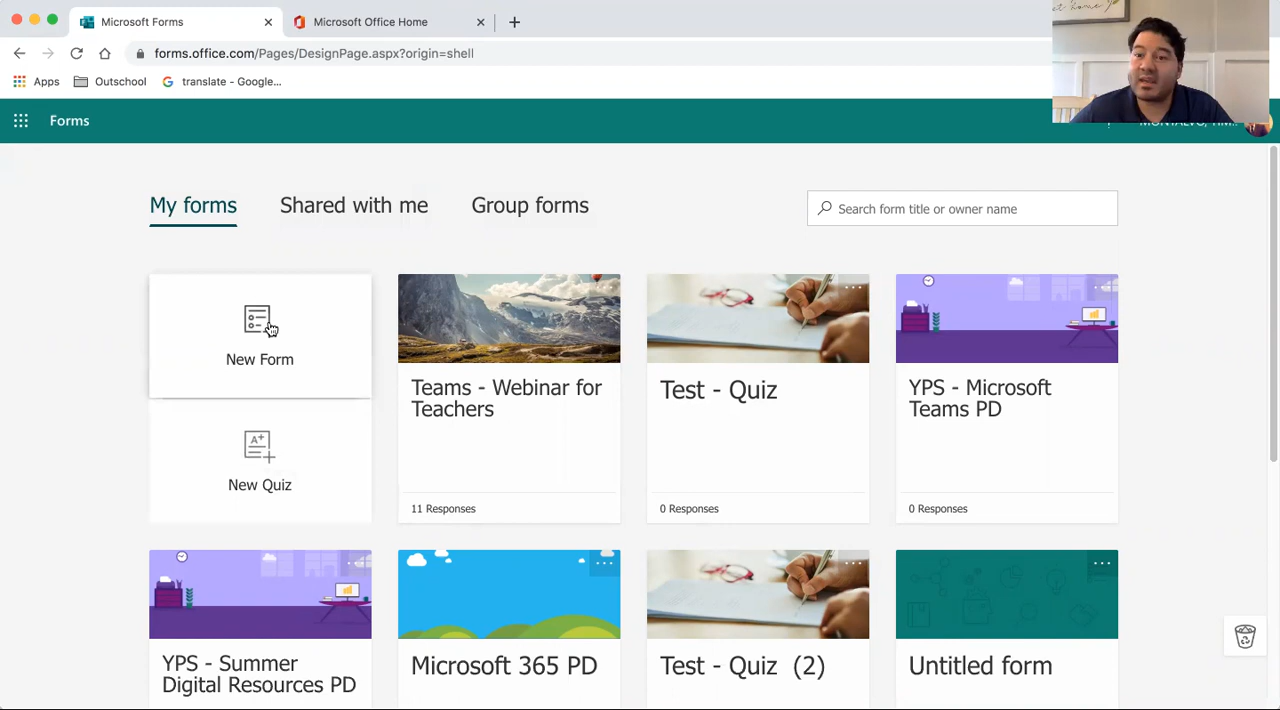 Microsoft Forms
Microsoft Office Home
forms.office.com/Pages/DesignPage.aspx?origin=shell
Apps
Outschool
translate - Google...
Forms
My forms
Shared with me
Group forms
Search form title or owner name
New Form
A+
New Quiz
Teams - Webinar for
Teachers
11 Responses
Test - Quiz
0 Responses
YPS - Microsoft
Teams PD
0 Responses
YPS - Summer
Digital Resources PD
Microsoft 365 PD
Test - Quiz (2)
Untitled form